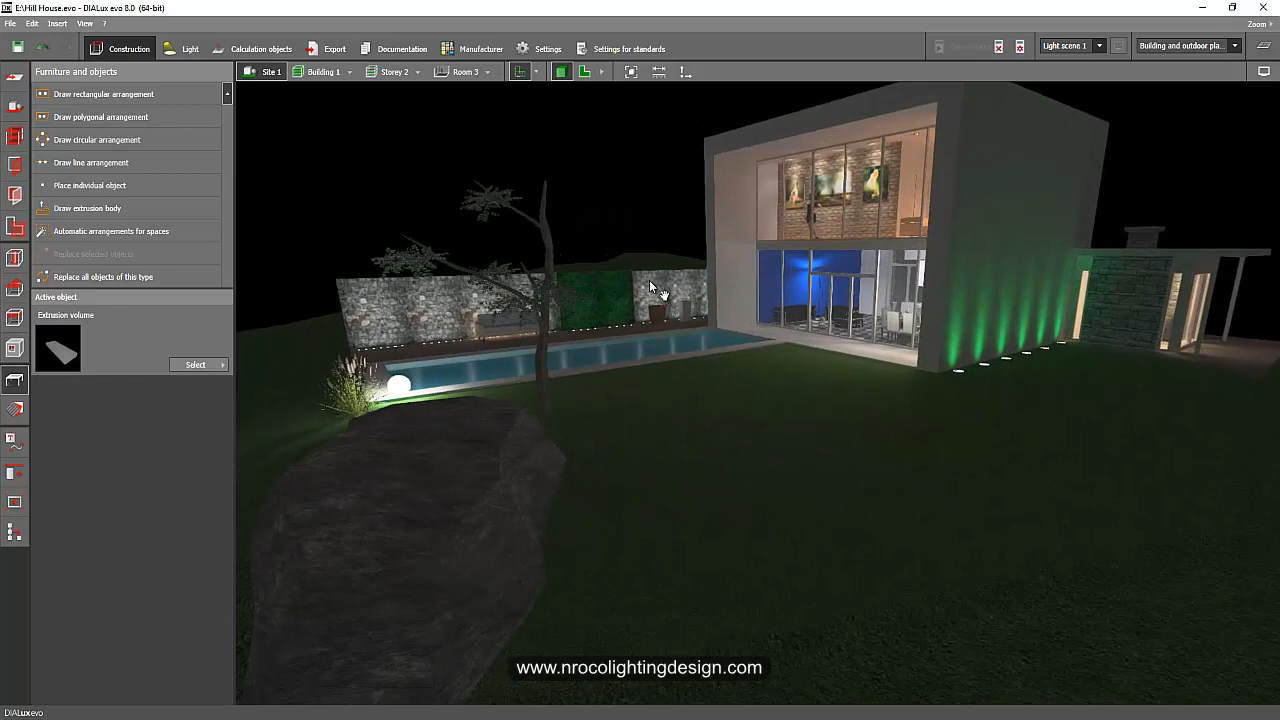 E:\Hill House.evo - DIALux evo 8.0 (64-bit)
File Edit Insert View ?
Zoom
Construction Light Calculation objects Export Documentation Manufacturer Settings Settings for standards
Light scene 1 Building and outdoor pla...
Furniture and objects
Site 1 Building 1 Storey 2 Room 3
Draw rectangular arrangement
Draw polygonal arrangement
Draw circular arrangement
Draw line arrangement
Place individual object
Draw extrusion body
Automatic arrangements for spaces
Replace selected objects
Replace all objects of this type
Active object
Extrusion volume
Select
www.nrocolightingdesign.com
DIALux evo